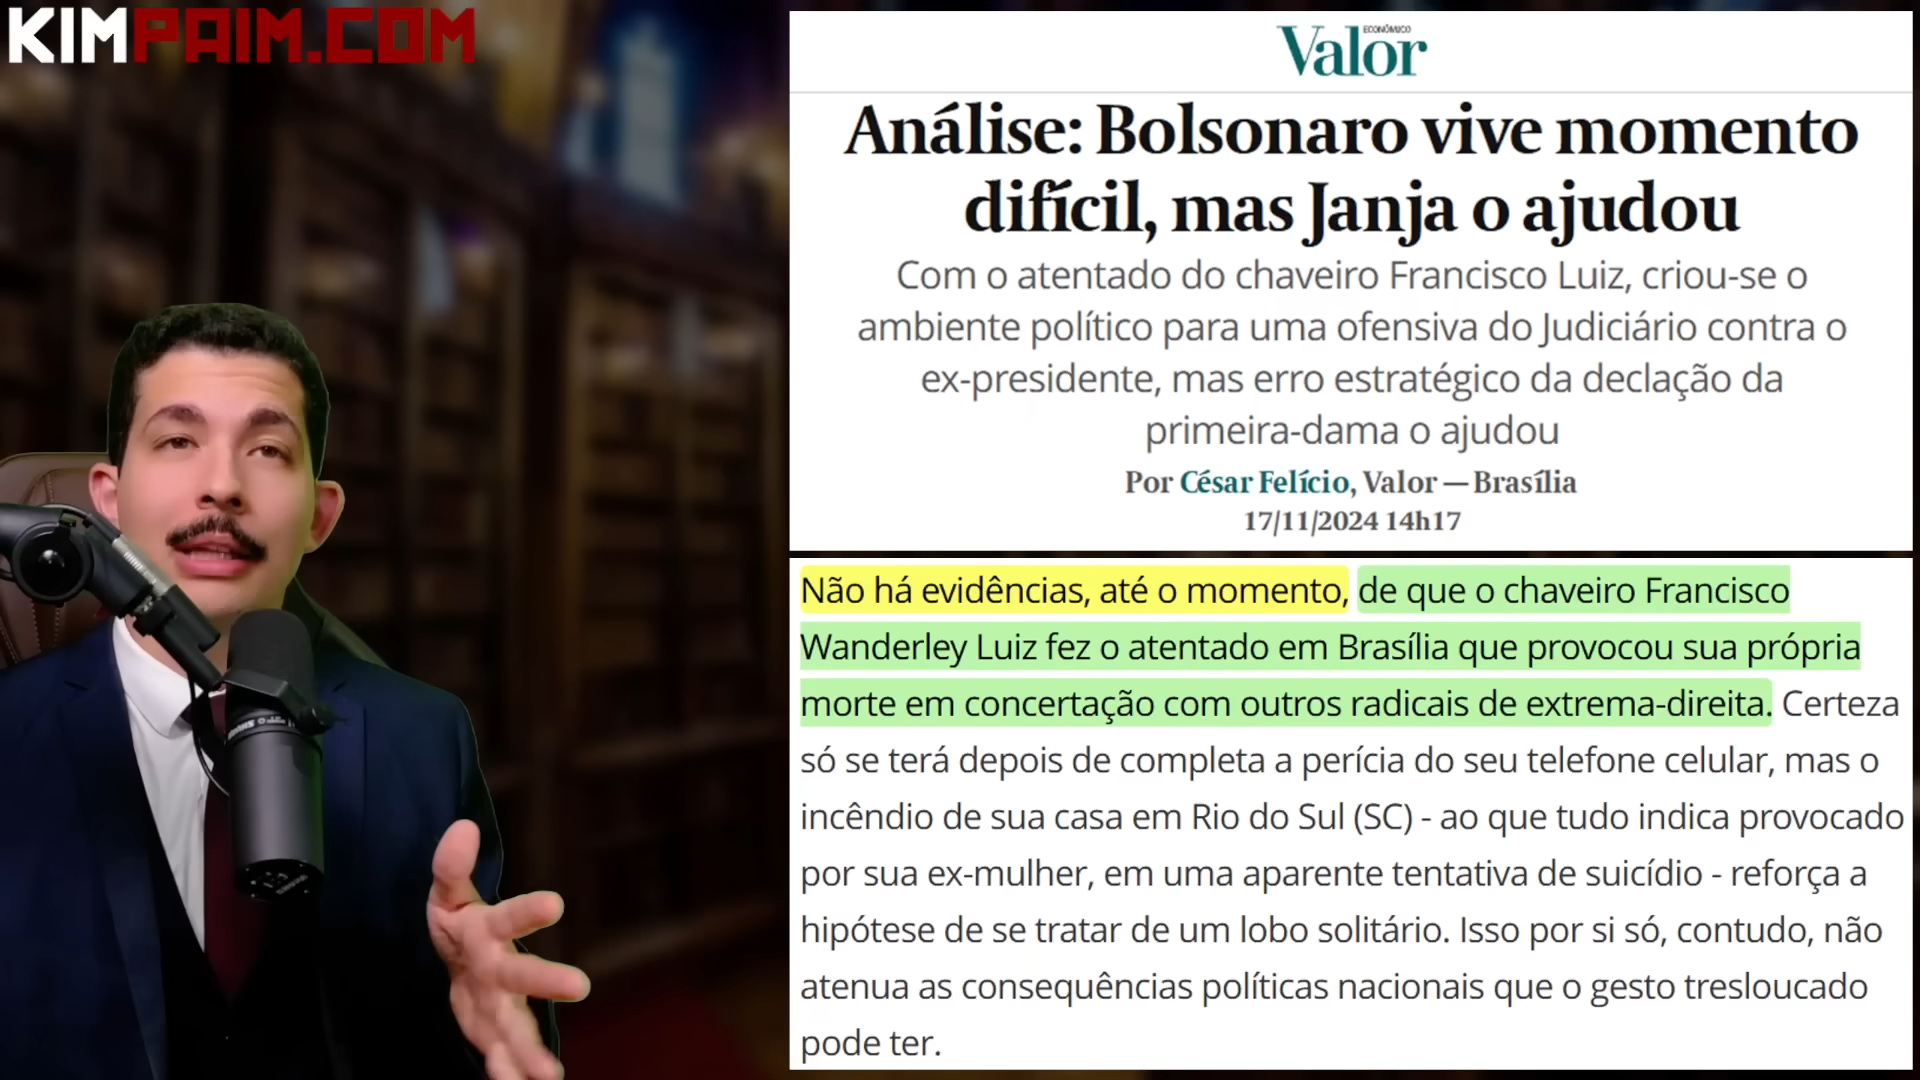 KIMPAIM.COM
Valor
ECONÔMICO
Análise: Bolsonaro vive momento
difícil, mas Janja o ajudou
Com o atentado do chaveiro Francisco Luiz, criou-se o
ambiente político para uma ofensiva do Judiciário contra o
ex-presidente, mas erro estratégico da declação da
primeira-dama o ajudou
Por César Felício, Valor — Brasília
17/11/2024 14h17
Não há evidências, até o momento, de que o chaveiro Francisco
Wanderley Luiz fez o atentado em Brasília que provocou sua própria
morte em concertação com outros radicais de extrema-direita. Certeza
só se terá depois de completa a perícia do seu telefone celular, mas o
incêndio de sua casa em Rio do Sul (SC) - ao que tudo indica provocado
por sua ex-mulher, em uma aparente tentativa de suicídio - reforça a
hipótese de se tratar de um lobo solitário. Isso por si só, contudo, não
atenua as consequências políticas nacionais que o gesto tresloucado
pode ter.